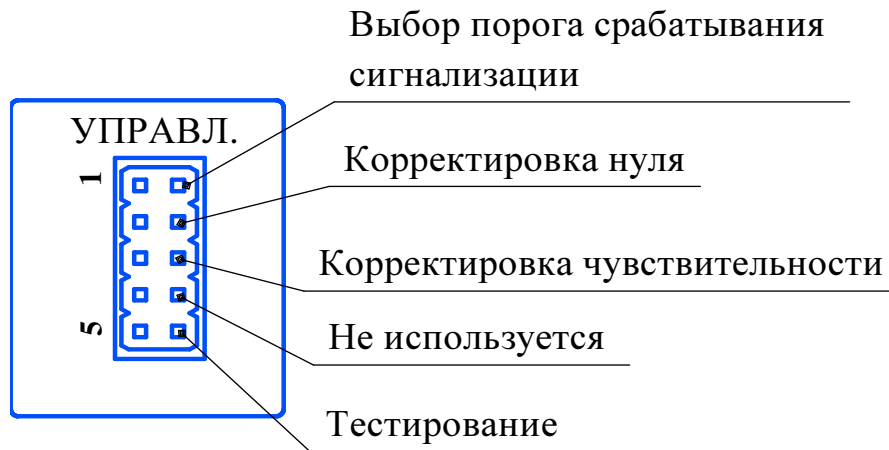 Выбор порога срабатывания
сигнализации
УПРАВЛ.
1
Корректировка нуля
Корректировка чувствительности
Не используется
5
Тестирование